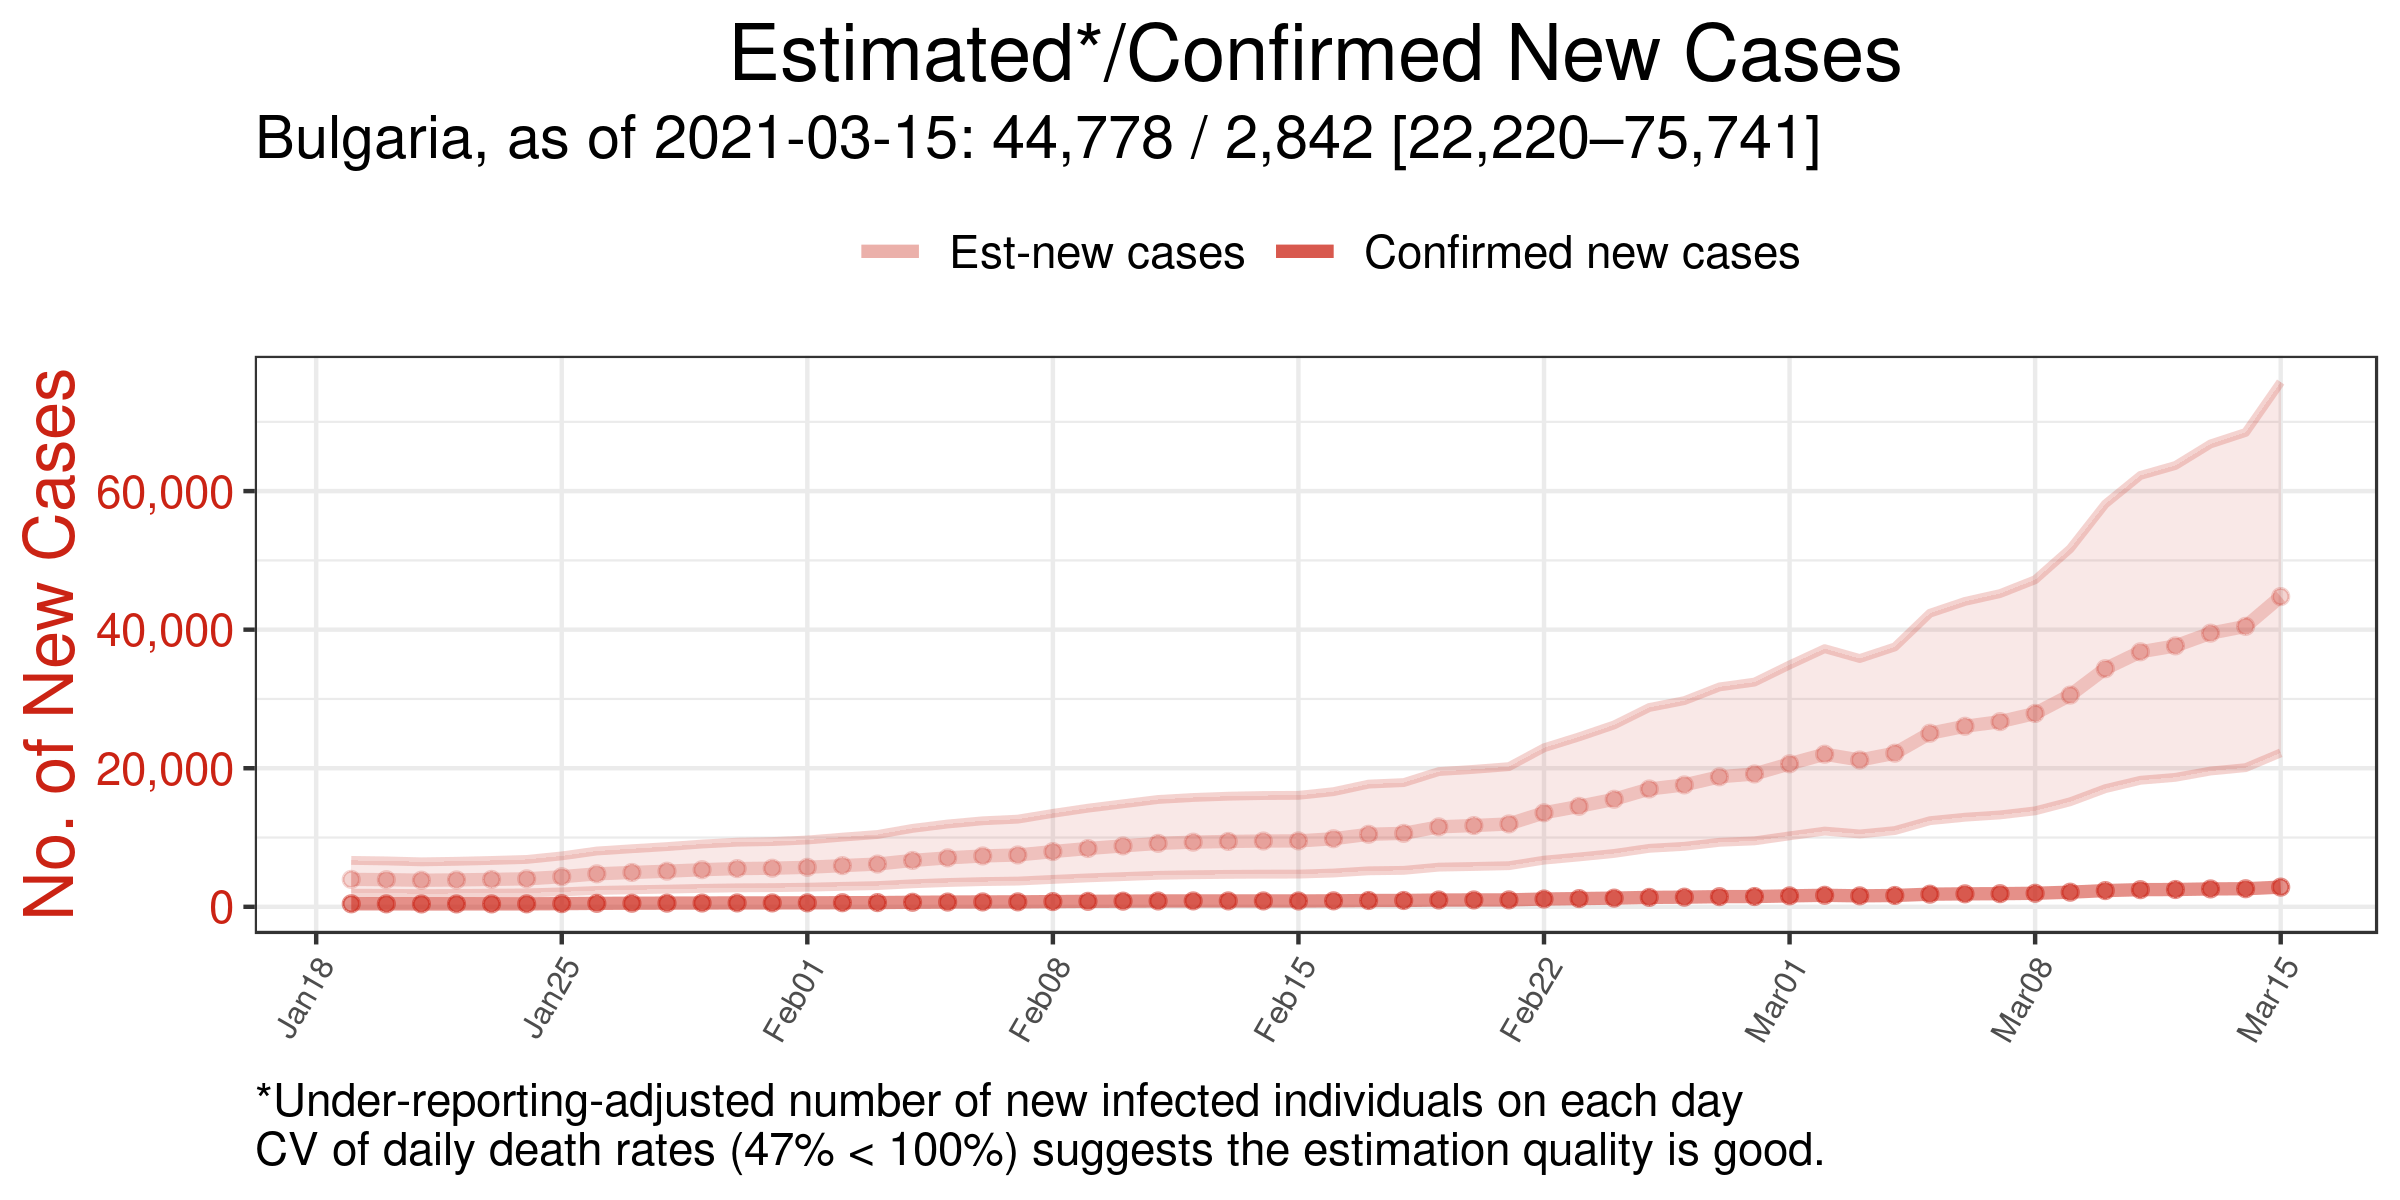 Estimated*/Confirmed New Cases
Bulgaria, as of 2021-03-15: 44,778 / 2,842 [22,220–75,741]
Est-new cases
Confirmed new cases
No. of New Cases
60,000
40,000
20,000
0
Jan18
Jan25
Feb01
Feb08
Feb15
Feb22
Mar01
Mar08
Mar15
*Under-reporting-adjusted number of new infected individuals on each day
CV of daily death rates (47% < 100%) suggests the estimation quality is good.